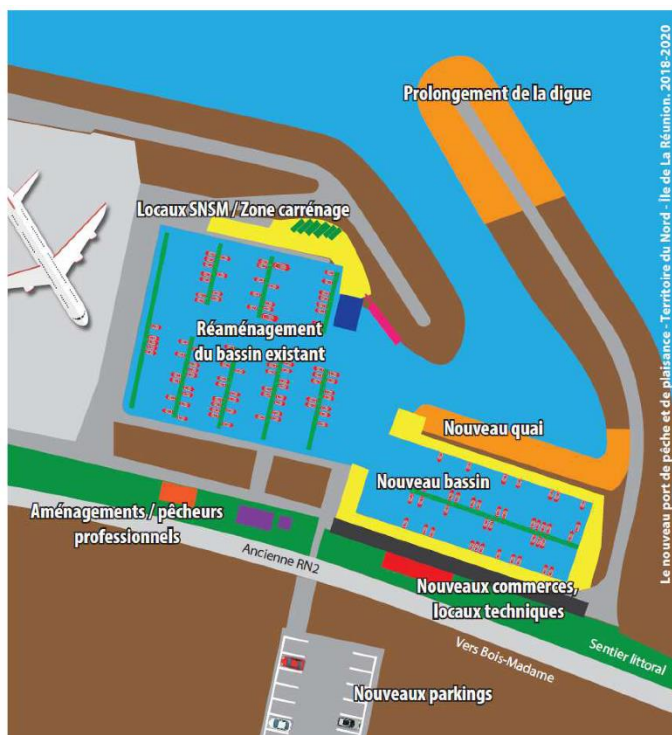 Prolongement de la digue
Locaux SNSM / Zone carénage
Réaménagement
du bassin existant
Nouveau quai
Nouveau bassin
Aménagements / pêcheurs
professionnels
Ancienne RN2
Nouveaux commerces,
locaux techniques
Vers Bois-Madame
Sentier littoral
Nouveaux parkings
Le nouveau port de pêche et de plaisance - Territoire du Nord - Île de La Réunion, 2018-2020